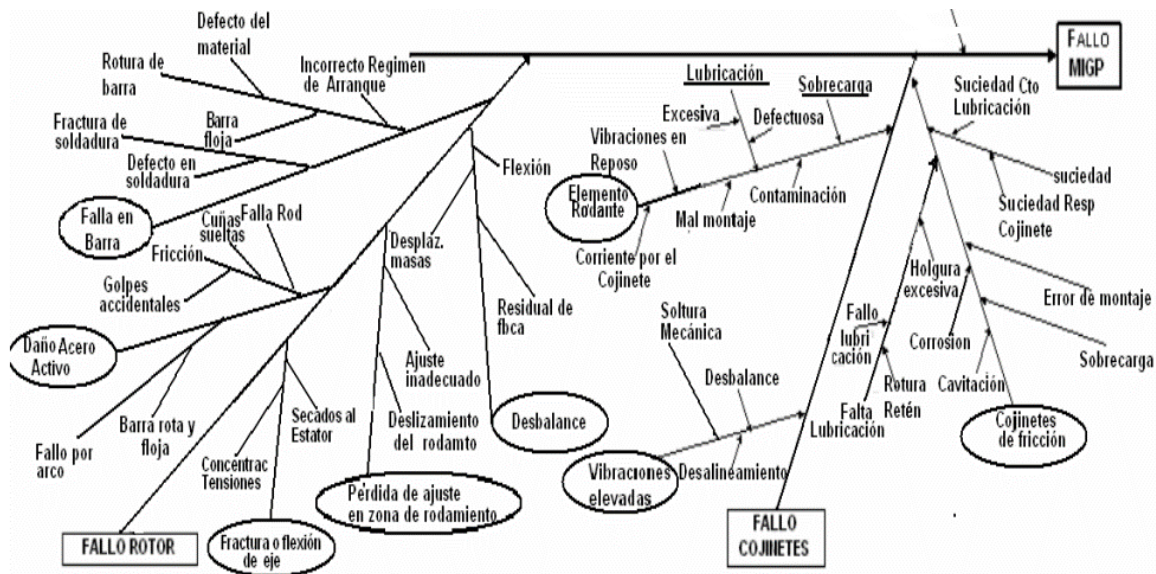 FALLO
MIGP
Defecto del
material
Rotura de
barra
Incorrecto Regimen
de Arranque
Fractura de
soldadura
Barra
floja
Defecto en
soldadura
Falla en
Barra
Cuñas
sueltas
Falla Rod
Fricción
Golpes
accidentales
Daño Acero
Activo
Fallo por
arco
Barra rota y
floja
FALLO ROTOR
Concentrac
Tensiones
Secados al
Estator
Fractura o flexión
de eje
Desplaz.
masas
Ajuste
inadecuado
Deslizamiento
del rodamto
Pérdida de ajuste
en zona de rodamiento
Flexión
Residual de
fbca
Desbalance
Lubricación
Excesiva
Defectuosa
Sobrecarga
Vibraciones en
Reposo
Elemento
Rodante
Contaminación
Mal montaje
Corriente por el
Cojinete
Soltura
Mecánica
Desbalance
Vibraciones
elevadas
Desalineamiento
FALLO
COJINETES
Suciedad Cto
Lubricación
suciedad
Suciedad Resp
Cojinete
Holgura
excesiva
Error de montaje
Fallo
lubri
cación
Corrosion
Sobrecarga
Rotura
Retén
Cavitación
Falta
Lubricación
Cojinetes
de fricción